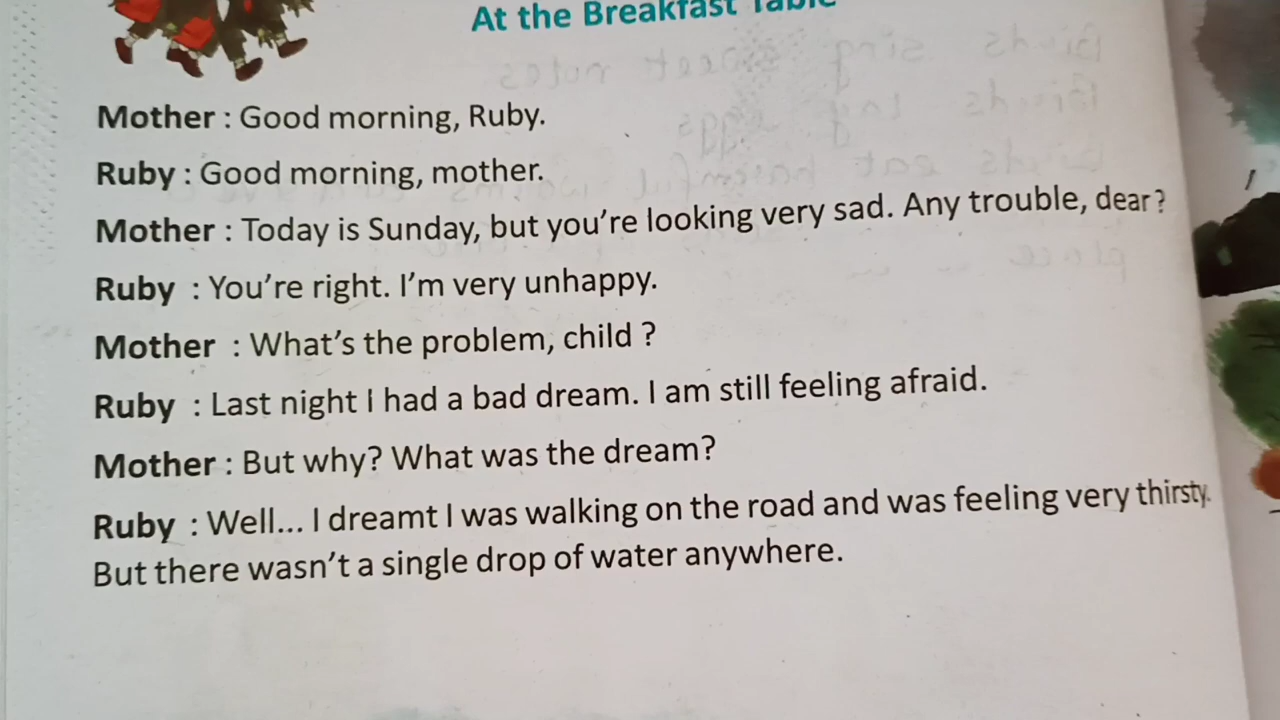 At the Breakfast Table
Mother : Good morning, Ruby.
Ruby : Good morning, mother.
Mother : Today is Sunday, but you're looking very sad. Any trouble, dear ?
Ruby : You're right. I'm very unhappy.
Mother : What's the problem, child ?
Ruby : Last night I had a bad dream. I am still feeling afraid.
Mother : But why? What was the dream?
Ruby : Well... I dreamt I was walking on the road and was feeling very thirsty.
But there wasn't a single drop of water anywhere.